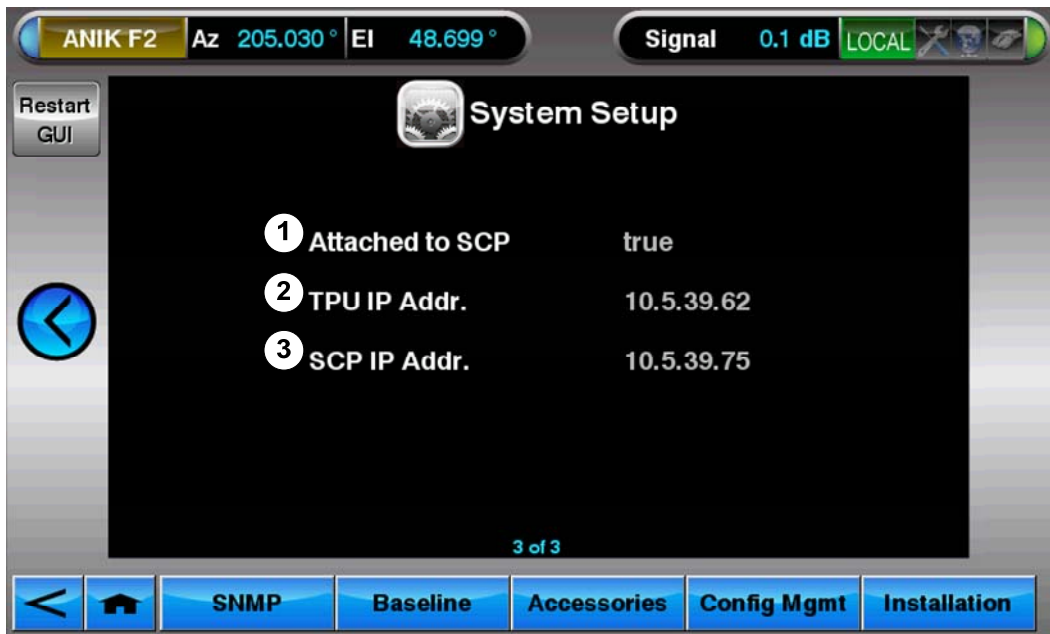 ANIK F2 Az 205.030° El 48.699° Signal 0.1 dB LOCAL
Restart
GUI
System Setup
1 Attached to SCP true
2 TPU IP Addr. 10.5.39.62
3 SCP IP Addr. 10.5.39.75
3 of 3
< SNMP Baseline Accessories Config Mgmt Installation